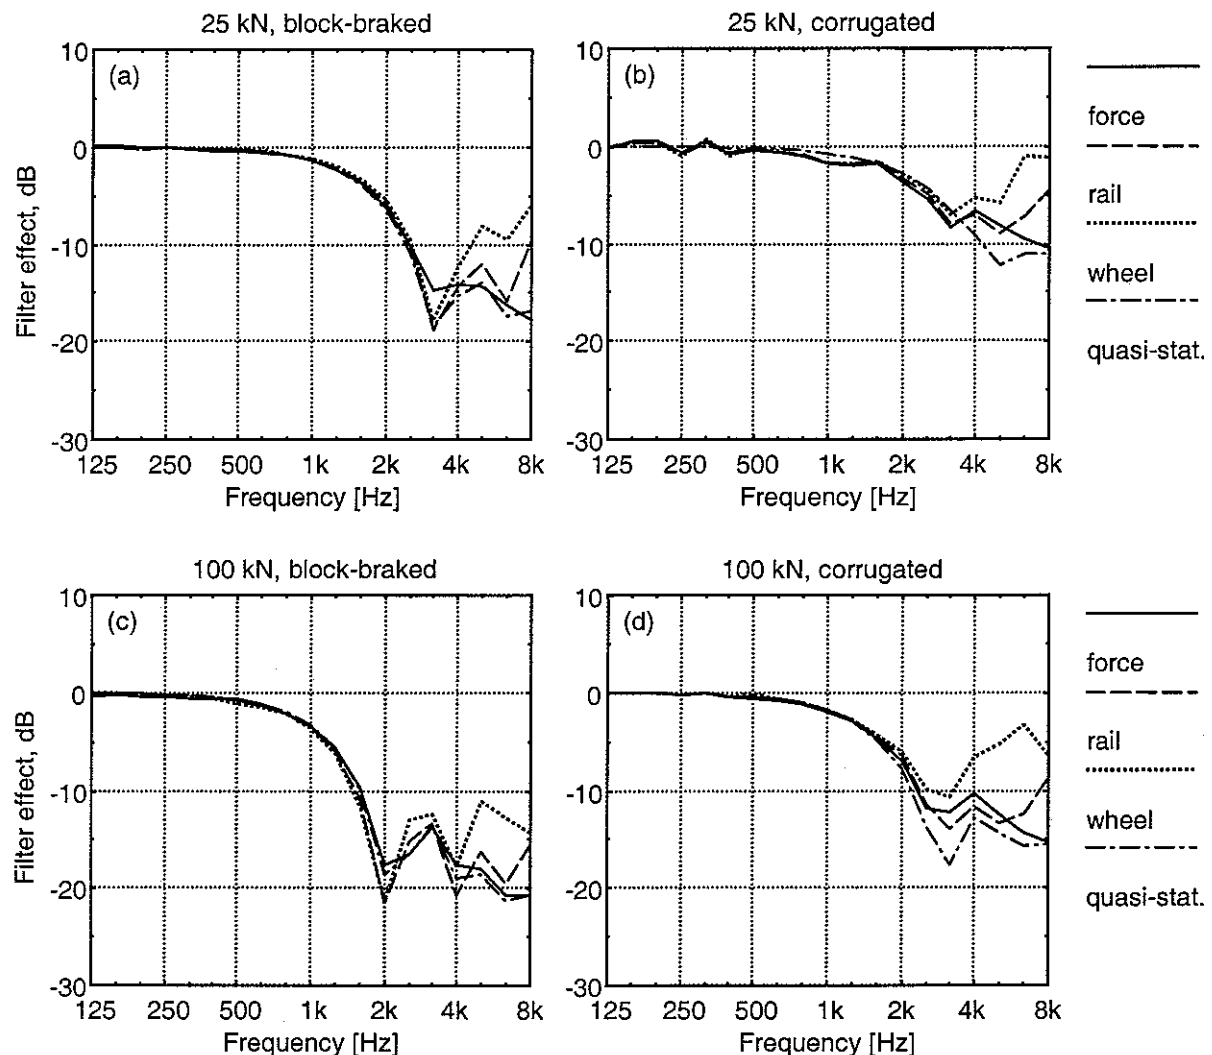 25 kN, block-braked
25 kN, corrugated
(a)
(b)
10
0
-10
-20
-30
Filter effect, dB
125 250 500 1k 2k 4k 8k
Frequency [Hz]
10
0
-10
-20
-30
125 250 500 1k 2k 4k 8k
Frequency [Hz]
force
rail
wheel
quasi-stat.
100 kN, block-braked
100 kN, corrugated
(c)
(d)
10
0
-10
-20
-30
Filter effect, dB
125 250 500 1k 2k 4k 8k
Frequency [Hz]
10
0
-10
-20
-30
125 250 500 1k 2k 4k 8k
Frequency [Hz]
force
rail
wheel
quasi-stat.